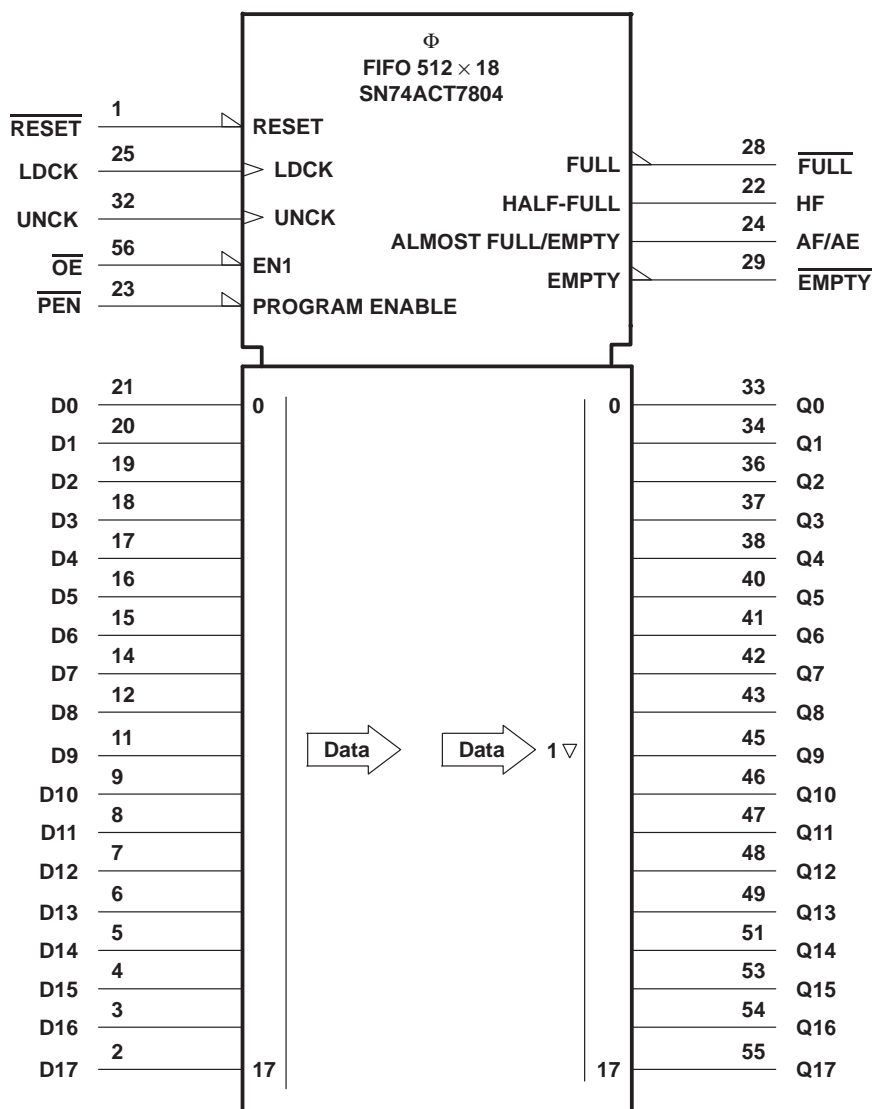 Φ
FIFO 512 × 18
SN74ACT7804
RESET 1 RESET
LDCK 25 LDCK
UNCK 32 UNCK
OE 56 EN1
PEN 23 PROGRAM ENABLE
FULL 28 FULL
HALF-FULL 22 HF
ALMOST FULL/EMPTY 24 AF/AE
EMPTY 29 EMPTY
D0 21 0 0 33 Q0
D1 20 34 Q1
D2 19 36 Q2
D3 18 37 Q3
D4 17 38 Q4
D5 16 40 Q5
D6 15 41 Q6
D7 14 42 Q7
D8 12 43 Q8
D9 11 Data Data 1 ▽ 45 Q9
D10 9 46 Q10
D11 8 47 Q11
D12 7 48 Q12
D13 6 49 Q13
D14 5 51 Q14
D15 4 53 Q15
D16 3 54 Q16
D17 2 17 17 55 Q17